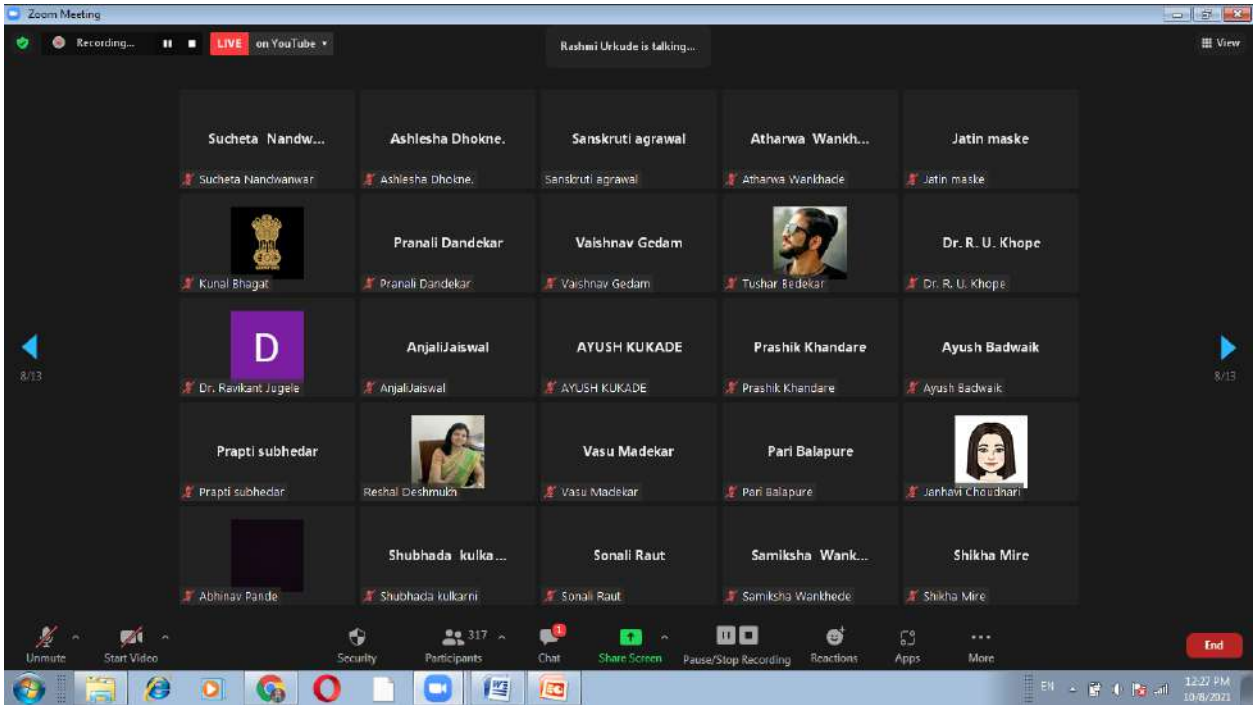 Zoom Meeting
Recording... LIVE on YouTube Rashmi Urkude is talking... View
Sucheta Nandw... Ashlesha Dhokne. Sanskruti agrawal Atharwa Wankh... Jatin maske
Sucheta Nandwanwar Ashlesha Dhokne. Sanskruti agrawal Atharwa Wankhade Jatin maske
Pranali Dandekar Vaishnav Gedam Dr. R. U. Khope
Kunal Bhagat Pranali Dandekar Vaishnav Gedam Tushar Bedekar Dr. R. U. Khope
D AnjaliJaiswal AYUSH KUKADE Prashik Khandare Ayush Badwaik
8/13 8/13
Dr. Ravikant Jugele AnjaliJaiswal AYUSH KUKADE Prashik Khandare Ayush Badwaik
Prapti subhedar Vasu Madekar Pari Balapure
Prapti subhedar Reshal Deshmukh Vasu Madekar Pari Balapure Janhavi Choudhari
Shubhada kulka... Sonali Raut Samiksha Wank... Shikha Mire
Abhinav Pande Shubhada kulkarni Sonali Raut Samiksha Wankhede Shikha Mire
317 1
Unmute Start Video Security Participants Chat Share Screen Pause/Stop Recording Reactions Apps More End
EN 12:27 PM
10/8/2021